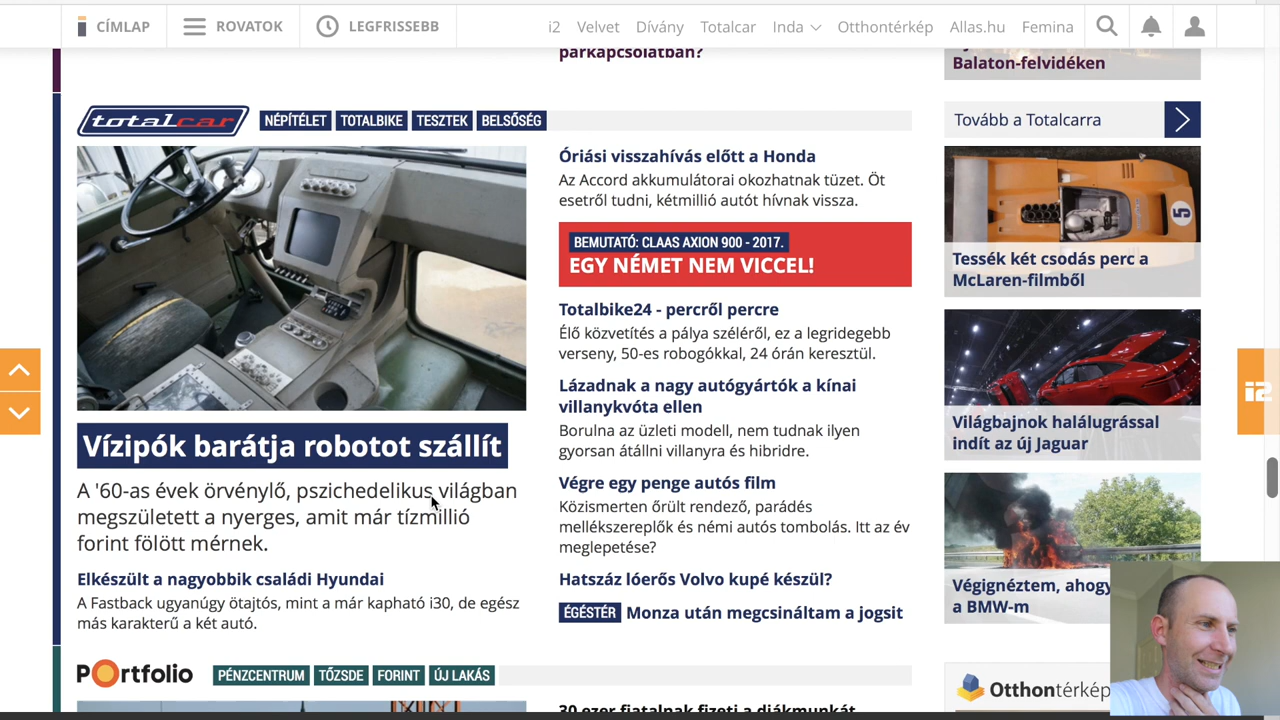 CÍMLAP
ROVATOK
LEGFRISSEBB
i2
Velvet
Dívány
Totalcar
Inda
Otthontérkép
Allas.hu
Femina
párkapcsolatban?
Balaton-felvidéken
totalcar
NÉPÍTÉLET
TOTALBIKE
TESZTEK
BELSŐSÉG
Vízipók barátja robotot szállít
A '60-as évek örvénylő, pszichedelikus világban
megszületett a nyerges, amit már tízmillió
forint fölött mérnek.
Elkészült a nagyobbik családi Hyundai
A Fastback ugyanúgy ötajtós, mint a már kapható i30, de egész
más karakterű a két autó.
Óriási visszahívás előtt a Honda
Az Accord akkumulátorai okozhatnak tüzet. Öt
esetről tudni, kétmillió autót hívnak vissza.
BEMUTATÓ: CLAAS AXION 900 - 2017.
EGY NÉMET NEM VICCEL!
Totalbike24 - percről percre
Élő közvetítés a pálya széléről, ez a legridegebb
verseny, 50-es robogókkal, 24 órán keresztül.
Lázadnak a nagy autógyártók a kínai
villanykvóta ellen
Borulna az üzleti modell, nem tudnak ilyen
gyorsan átállni villanyra és hibridre.
Végre egy penge autós film
Közismerten őrült rendező, parádés
mellékszereplők és némi autós tombolás. Itt az év
meglepetése?
Hatszáz lóerős Volvo kupé készül?
ÉGÉSTÉR Monza után megcsináltam a jogsit
Tovább a Totalcarra
5
Tessék két csodás perc a
McLaren-filmből
Világbajnok halálugrással
indít az új Jaguar
Végignéztem, ahogy
a BMW-m
i2
Portfolio
PÉNZCENTRUM
TŐZSDE
FORINT
ÚJ LAKÁS
30 ezer fiatalnak fizeti a diákmunkát
Otthontérkép